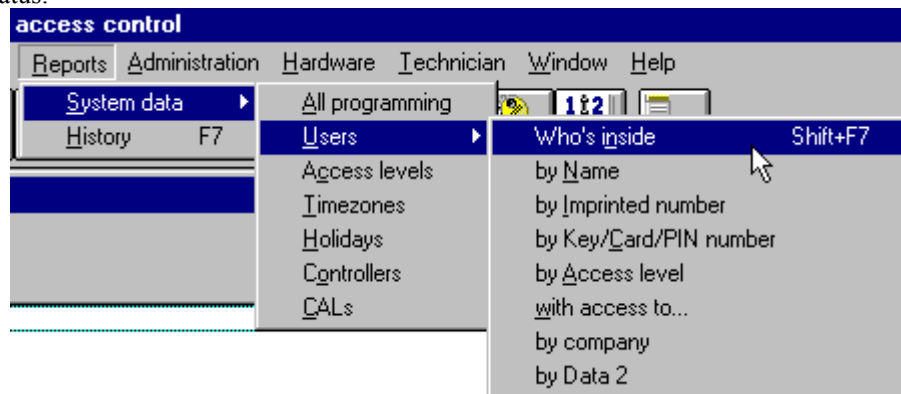 atus.
access control
Reports Administration Hardware Technician Window Help
System data
History F7
All programming
Users
Access levels
Timezones
Holidays
Controllers
CALs
Who's inside Shift+F7
by Name
by Imprinted number
by Key/Card/PIN number
by Access level
with access to...
by company
by Data 2